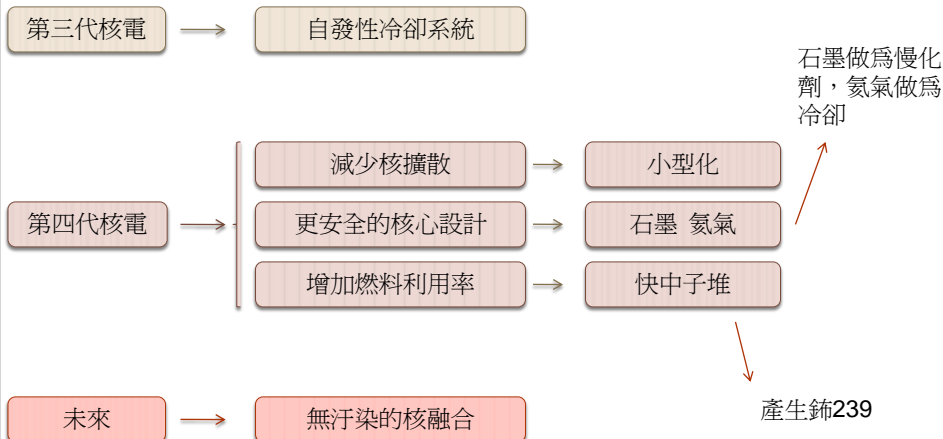 第三代核電
自發性冷卻系統
石墨做爲慢化
劑，氦氣做爲
冷卻
減少核擴散
小型化
第四代核電
更安全的核心設計
石墨 氦氣
增加燃料利用率
快中子堆
產生鈽239
未來
無汙染的核融合